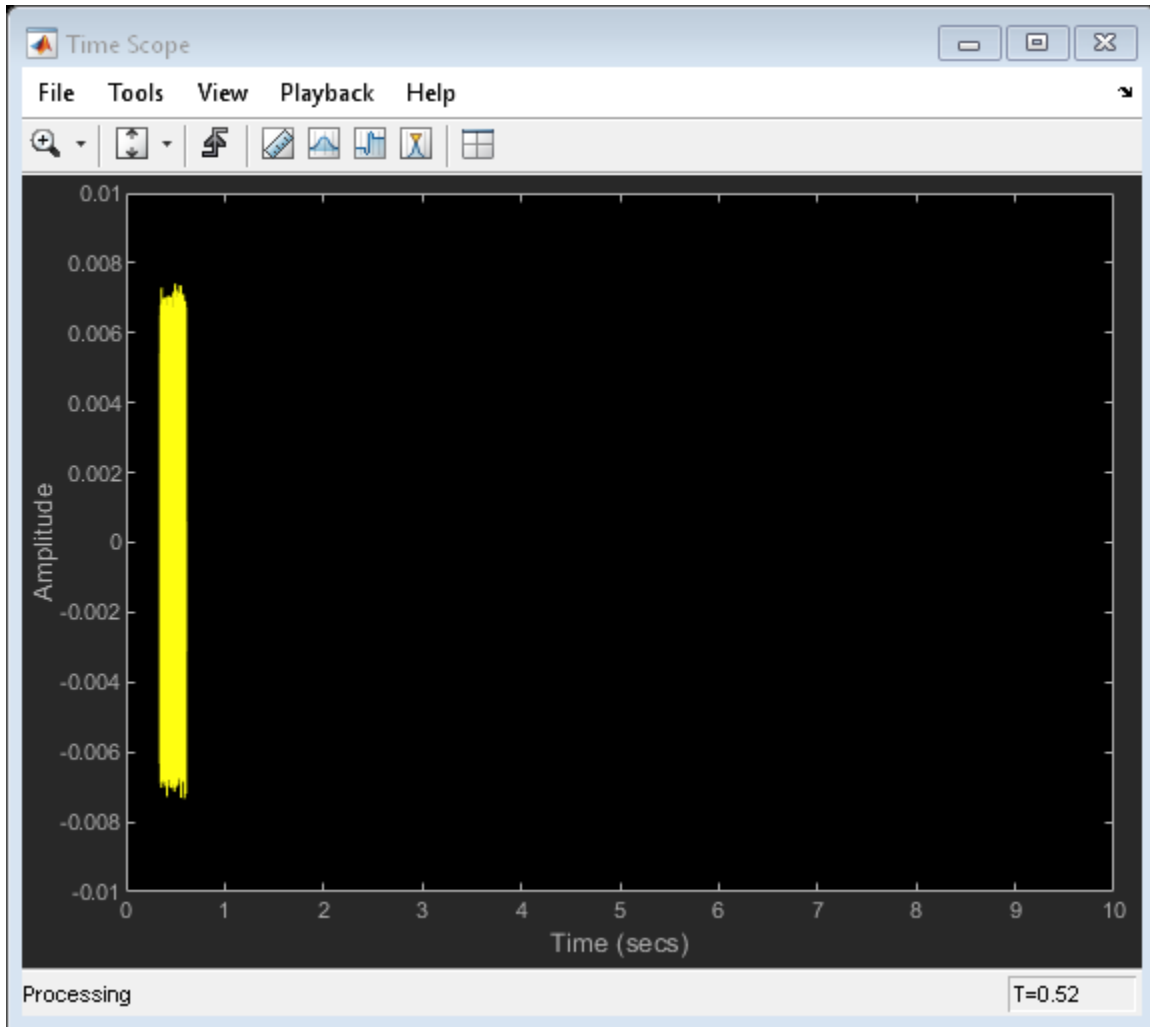 Time Scope
File Tools View Playback Help
0.01
0.008
0.006
0.004
0.002
0
-0.002
-0.004
-0.006
-0.008
-0.01
Amplitude
0 1 2 3 4 5 6 7 8 9 10
Time (secs)
Processing T=0.52